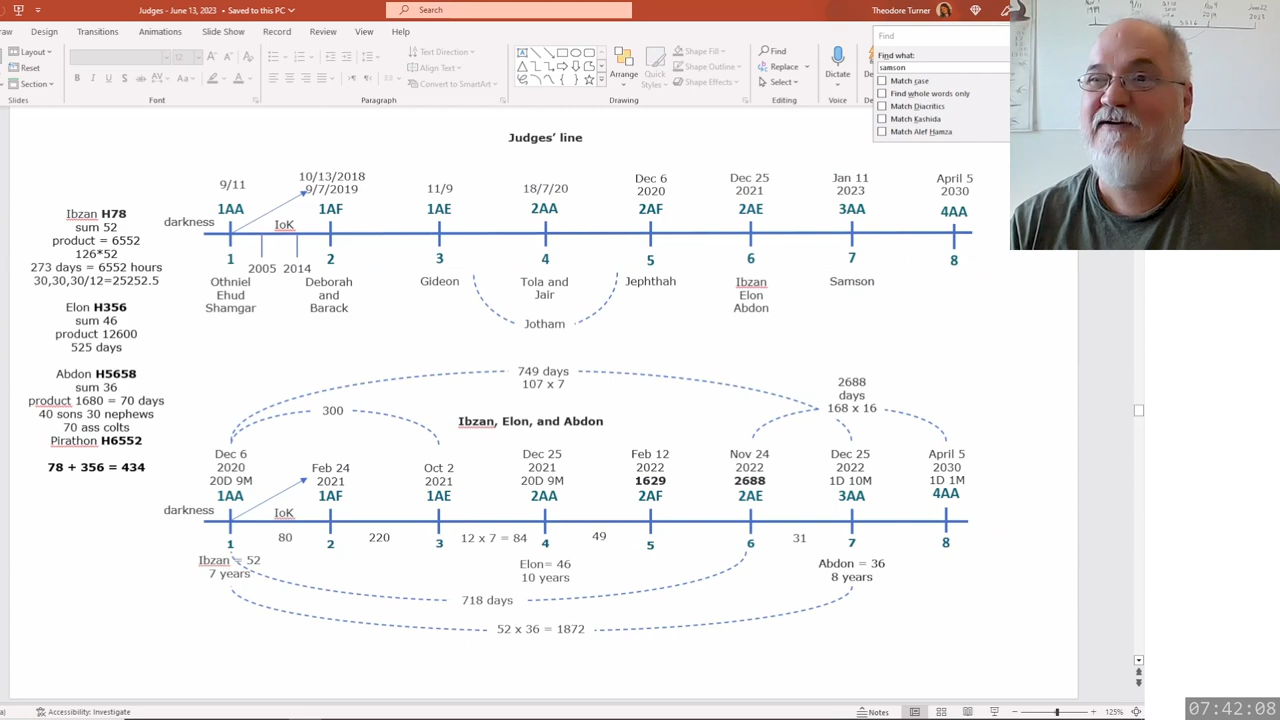 Judges - June 13, 2023 • Saved to this PC
Search
Theodore Turner
Design
Transitions
Animations
Slide Show
Record
Review
View
Help
Layout
Reset
Section
Slides
Font
Paragraph
Text Direction
Align Text
Convert to SmartArt
Arrange
Quick
Styles
Shape Fill
Shape Outline
Shape Effects
Drawing
Find
Replace
Select
Editing
Dictate
Voice
Find
Find what:
samson
Match case
Find whole words only
Match Diacritics
Match Kashida
Match Alef Hamza
Judges' line
9/11
10/13/2018
9/7/2019
11/9
18/7/20
Dec 6
2020
Dec 25
2021
Jan 11
2023
April 5
2030
1AA
1AF
1AE
2AA
2AF
2AE
3AA
4AA
darkness
IoK
1
2005
2014
2
3
4
5
6
7
8
Othniel
Ehud
Shamgar
Deborah
and
Barack
Gideon
Tola and
Jair
Jephthah
Ibzan
Elon
Abdon
Samson
Jotham
Ibzan H78
sum 52
product = 6552
126*52
273 days = 6552 hours
30,30,30/12=25252.5
Elon H356
sum 46
product 12600
525 days
Abdon H5658
sum 36
product 1680 = 70 days
40 sons 30 nephews
70 ass colts
Pirathon H6552
78 + 356 = 434
749 days
107 x 7
2688
days
168 x 16
300
Ibzan, Elon, and Abdon
Dec 6
2020
20D 9M
Feb 24
2021
Oct 2
2021
Dec 25
2021
20D 9M
Feb 12
2022
1629
Nov 24
2022
2688
Dec 25
2022
1D 10M
April 5
2030
1D 1M
1AA
1AF
1AE
2AA
2AF
2AE
3AA
4AA
darkness
IoK
80
220
12 x 7 = 84
49
31
1
2
3
4
5
6
7
8
Ibzan = 52
7 years
Elon= 46
10 years
Abdon = 36
8 years
718 days
52 x 36 = 1872
Accessibility: Investigate
Notes
125%
07:42:08